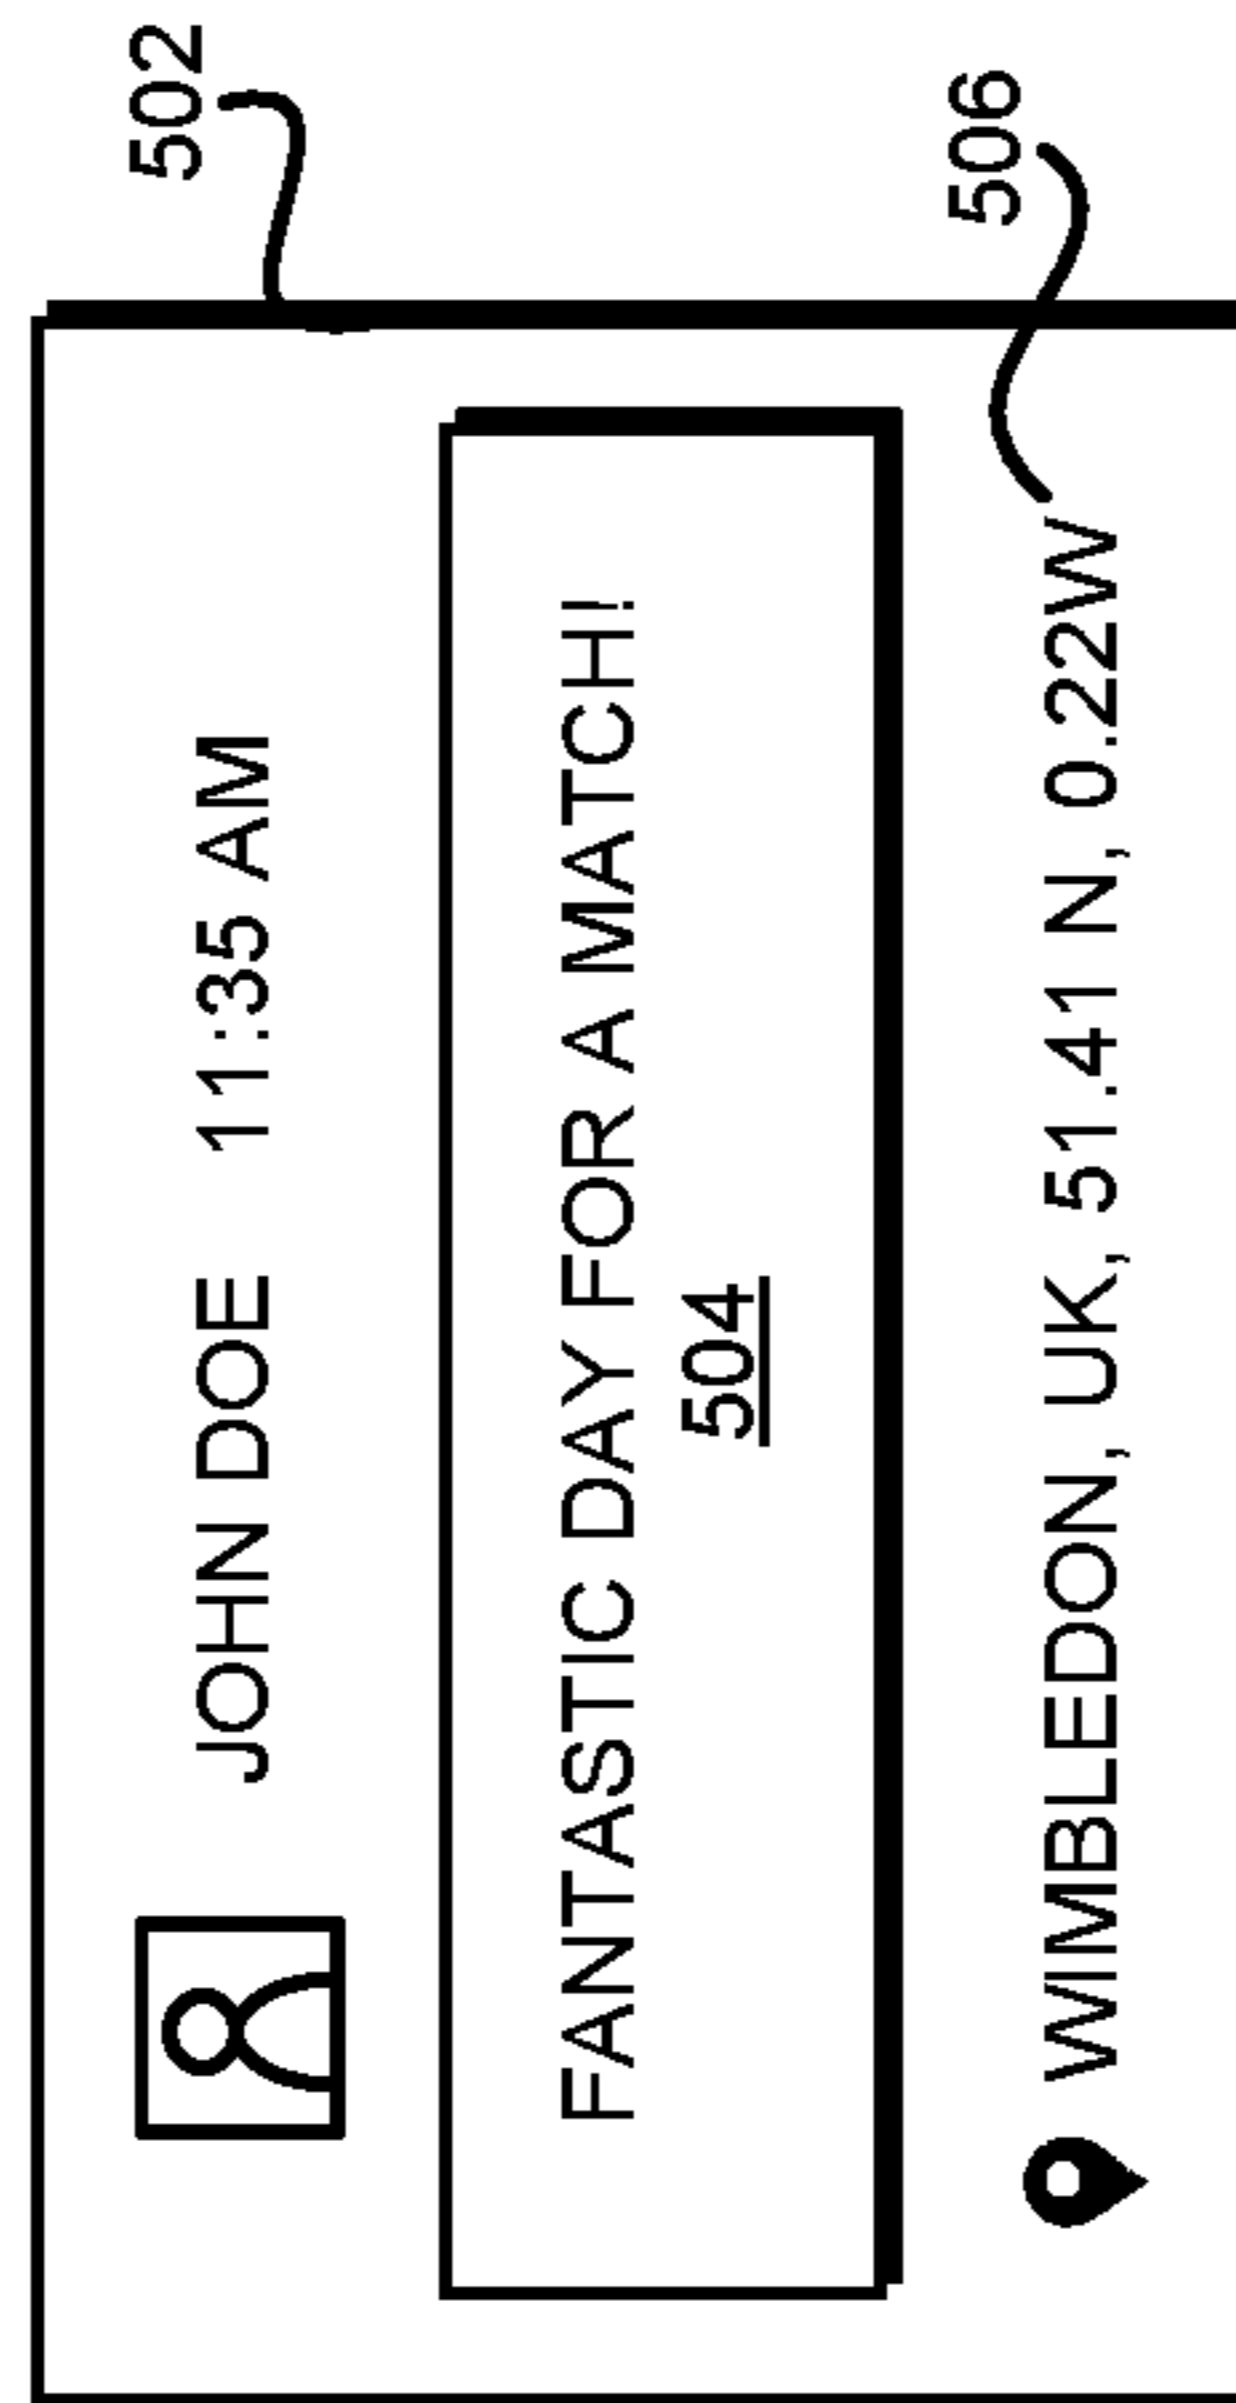 502
JOHN DOE 11:35 AM
FANTASTIC DAY FOR A MATCH!
504
506
WIMBLEDON, UK, 51.41 N, 0.22W